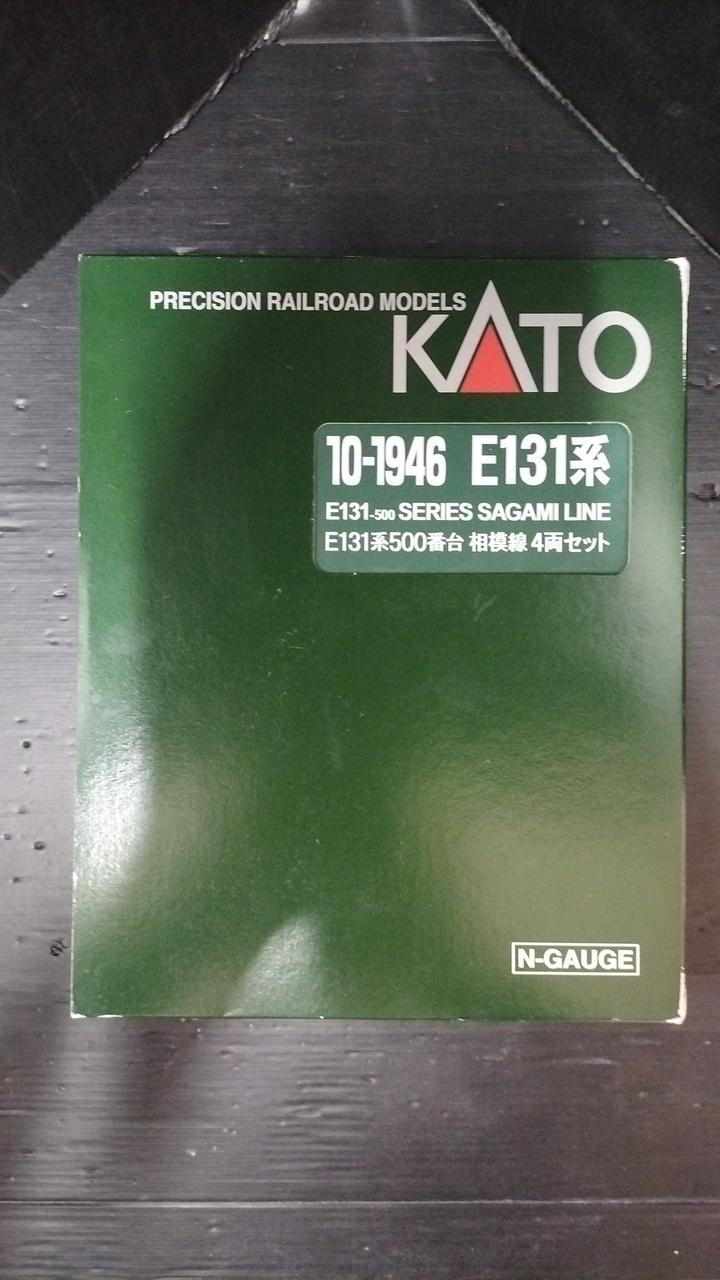 PRECISION RAILROAD MODELS
KATO
10-1946 E131系
E131-500 SERIES SAGAMI LINE
E131系500番台 相模線 4両セット
N-GAUGE